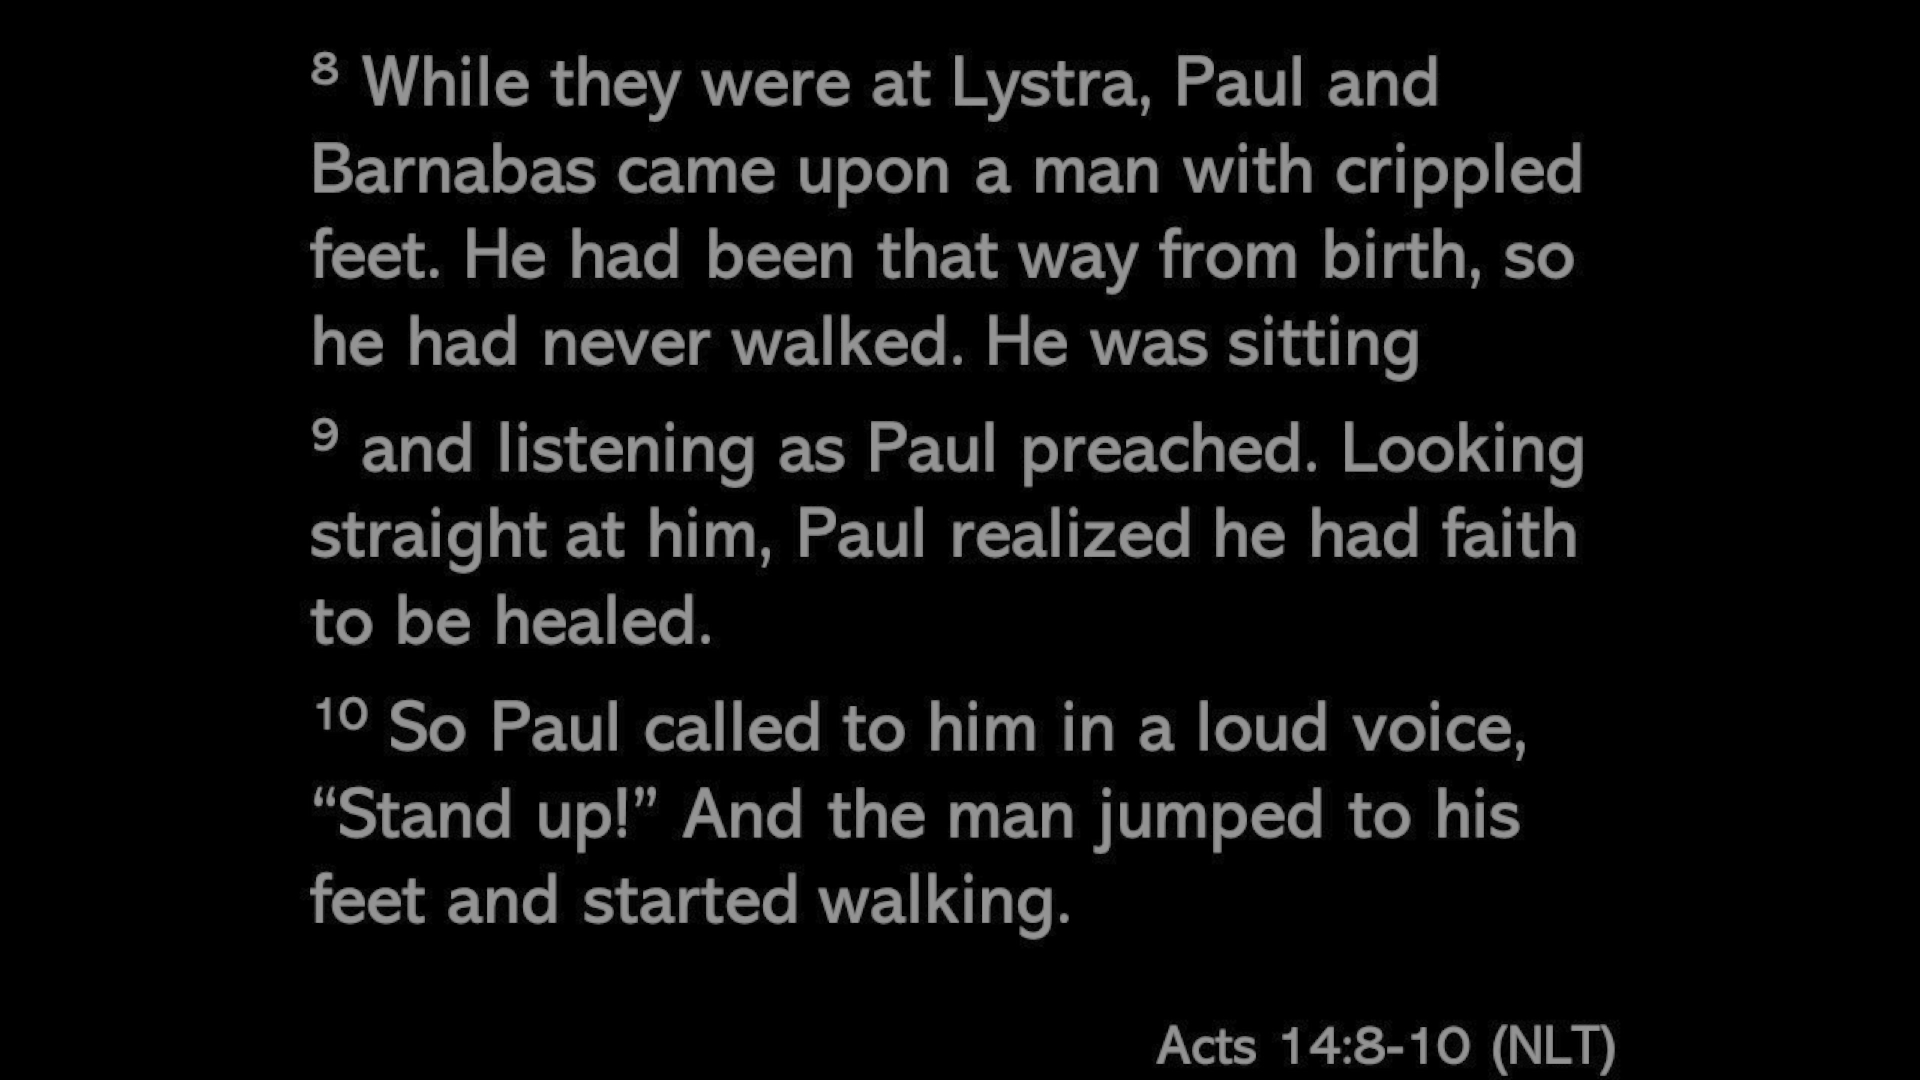 8 While they were at Lystra, Paul and
Barnabas came upon a man with crippled
feet. He had been that way from birth, so
he had never walked. He was sitting
9 and listening as Paul preached. Looking
straight at him, Paul realized he had faith
to be healed.
10 So Paul called to him in a loud voice,
“Stand up!” And the man jumped to his
feet and started walking.
Acts 14:8-10 (NLT)